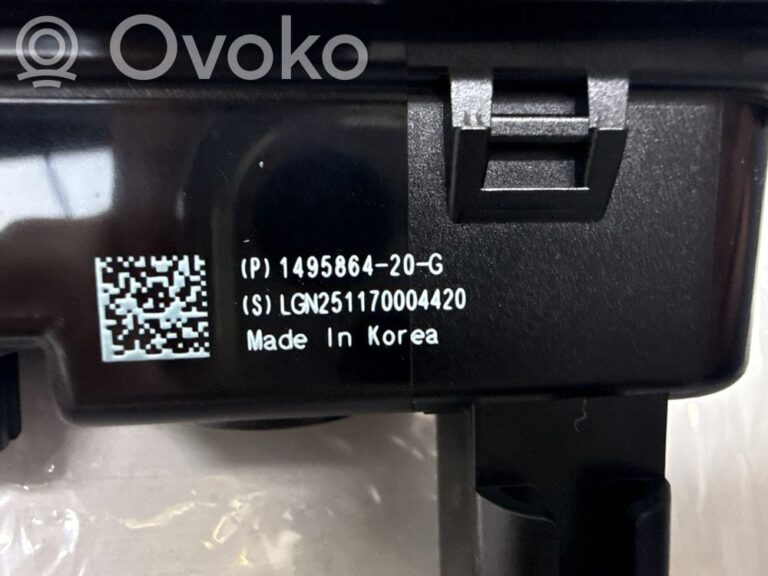 Ovoko
(P) 1495864-20-G
(S) LGN251170004420
Made In Korea